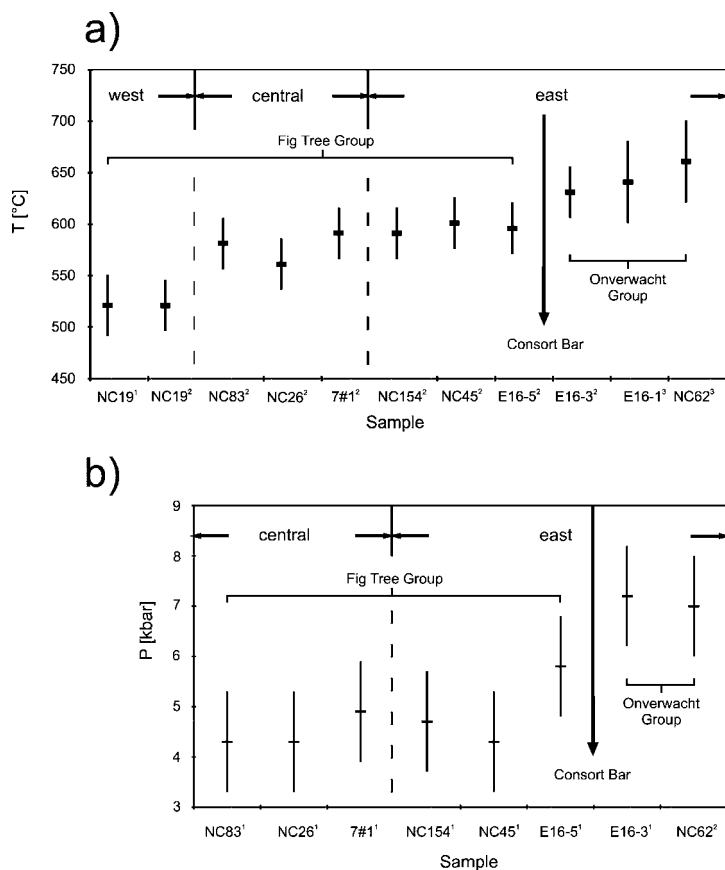 a)
750
700
650
600
550
500
450
T [°C]
west central east
Fig Tree Group
Onverwacht
Group
Consort Bar
NC19¹ NC19² NC83² NC26² 7#1² NC154² NC45² E16-5² E16-3² E16-1³ NC62³
Sample
b)
9
8
7
6
5
4
3
P [kbar]
central east
Fig Tree Group
Onverwacht
Group
Consort Bar
NC83¹ NC26¹ 7#1¹ NC154¹ NC45¹ E16-5¹ E16-3¹ NC62²
Sample